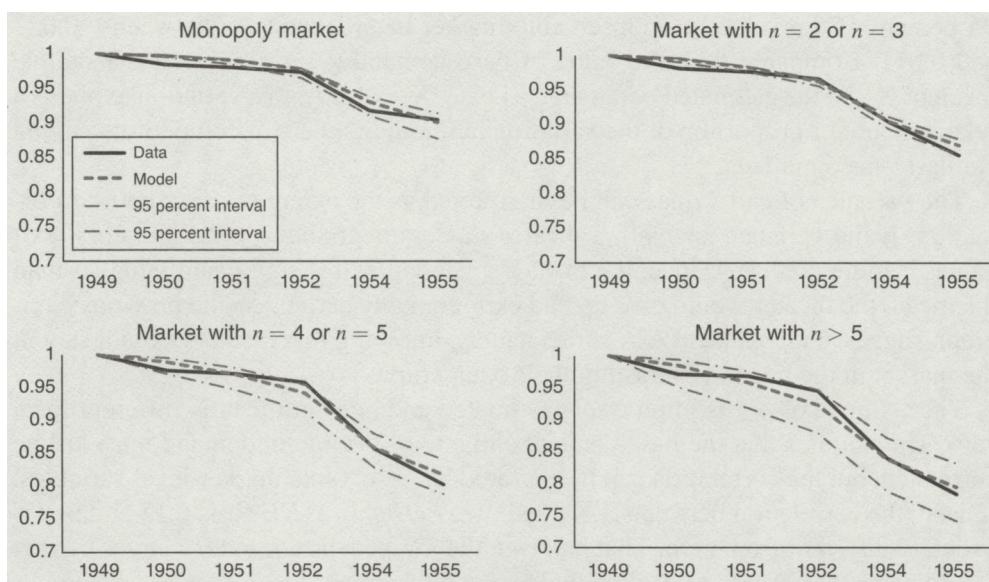 Monopoly market
1
0.95
0.9
0.85
0.8
0.75
0.7
Data
Model
95 percent interval
95 percent interval
1949 1950 1951 1952 1954 1955
Market with n = 2 or n = 3
1
0.95
0.9
0.85
0.8
0.75
0.7
1949 1950 1951 1952 1954 1955
Market with n = 4 or n = 5
1
0.95
0.9
0.85
0.8
0.75
0.7
1949 1950 1951 1952 1954 1955
Market with n > 5
1
0.95
0.9
0.85
0.8
0.75
0.7
1949 1950 1951 1952 1954 1955